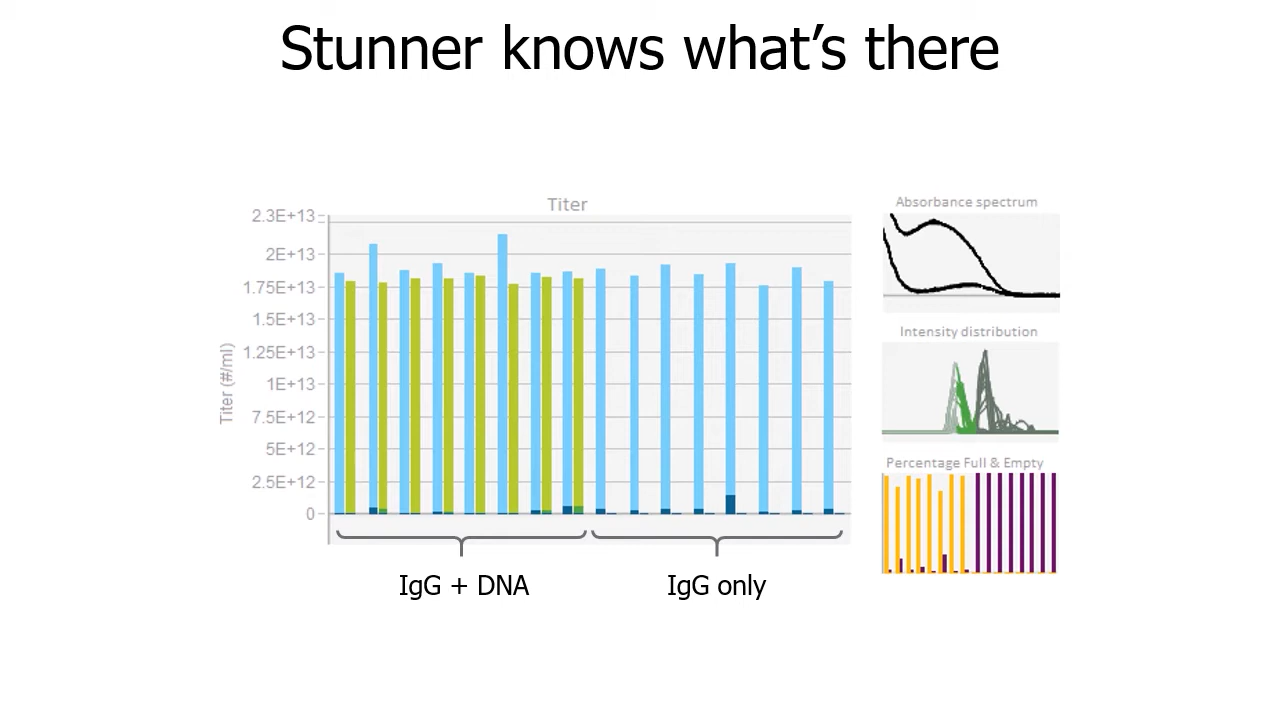 Stunner knows what’s there
Titer
2.3E+13
2E+13
1.75E+13
1.5E+13
1.25E+13
1E+13
7.5E+12
5E+12
2.5E+12
0
Titer (#/ml)
IgG + DNA
IgG only
Absorbance spectrum
Intensity distribution
Percentage Full & Empty